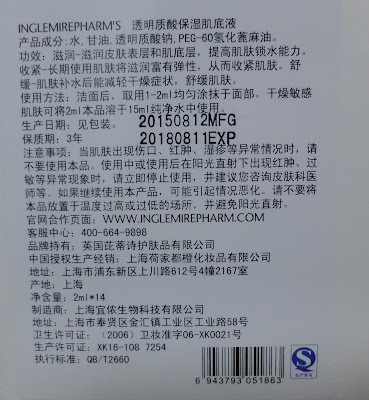 INGLEMIREPHARM'S 透明质酸保湿肌底液
产品成分:水,甘油,透明质酸钠,PEG-60氢化蓖麻油。
功效：滋润-滋润皮肤表层和肌底层，提高肌肤锁水能力。
收紧-长期使用肌肤将滋润富有弹性，从而收紧肌肤。舒
缓-肌肤补水后能减轻干燥症状，舒缓肌肤。
使用方法：洁面后，取用1-2ml均匀涂抹于面部。干燥敏感
肌肤可将2ml本品溶于15ml纯净水中使用。
生产日期：见包装。 20150812MFG
保质期：3年 20180811EXP
注意事项：当肌肤出现伤口、红肿、湿疹等异常情况时，请
不要使用本品。使用中或使用后在阳光直射下出现红肿、过
敏等异常现象时，请立即停止使用，并建议您咨询皮肤科医
师等。如果继续使用本产品，可能引起情况恶化。请不要将
本品放置于温度过高或过低的场所，并避免阳光直射。
官网合作页面：WWW.INGLEMIREPHARM.COM
客服中心：400-664-9898
品牌持有：英国茈蒂诗护肤品有限公司
中国授权生产经销：上海荷家都橙化妆品有限公司
地址：上海市浦东新区上川路612号4幢2167室
产地：上海
净含量：2ml*14
制造商：上海宜侬生物科技有限公司
地址：上海市奉贤区金汇镇工业区工业路58号
卫生许可证：（2006）卫妆准字06-XK0021号
生产许可证：XK16-108 7254
执行标准：QB/T2660
6 943793 051863
QS
生产许可